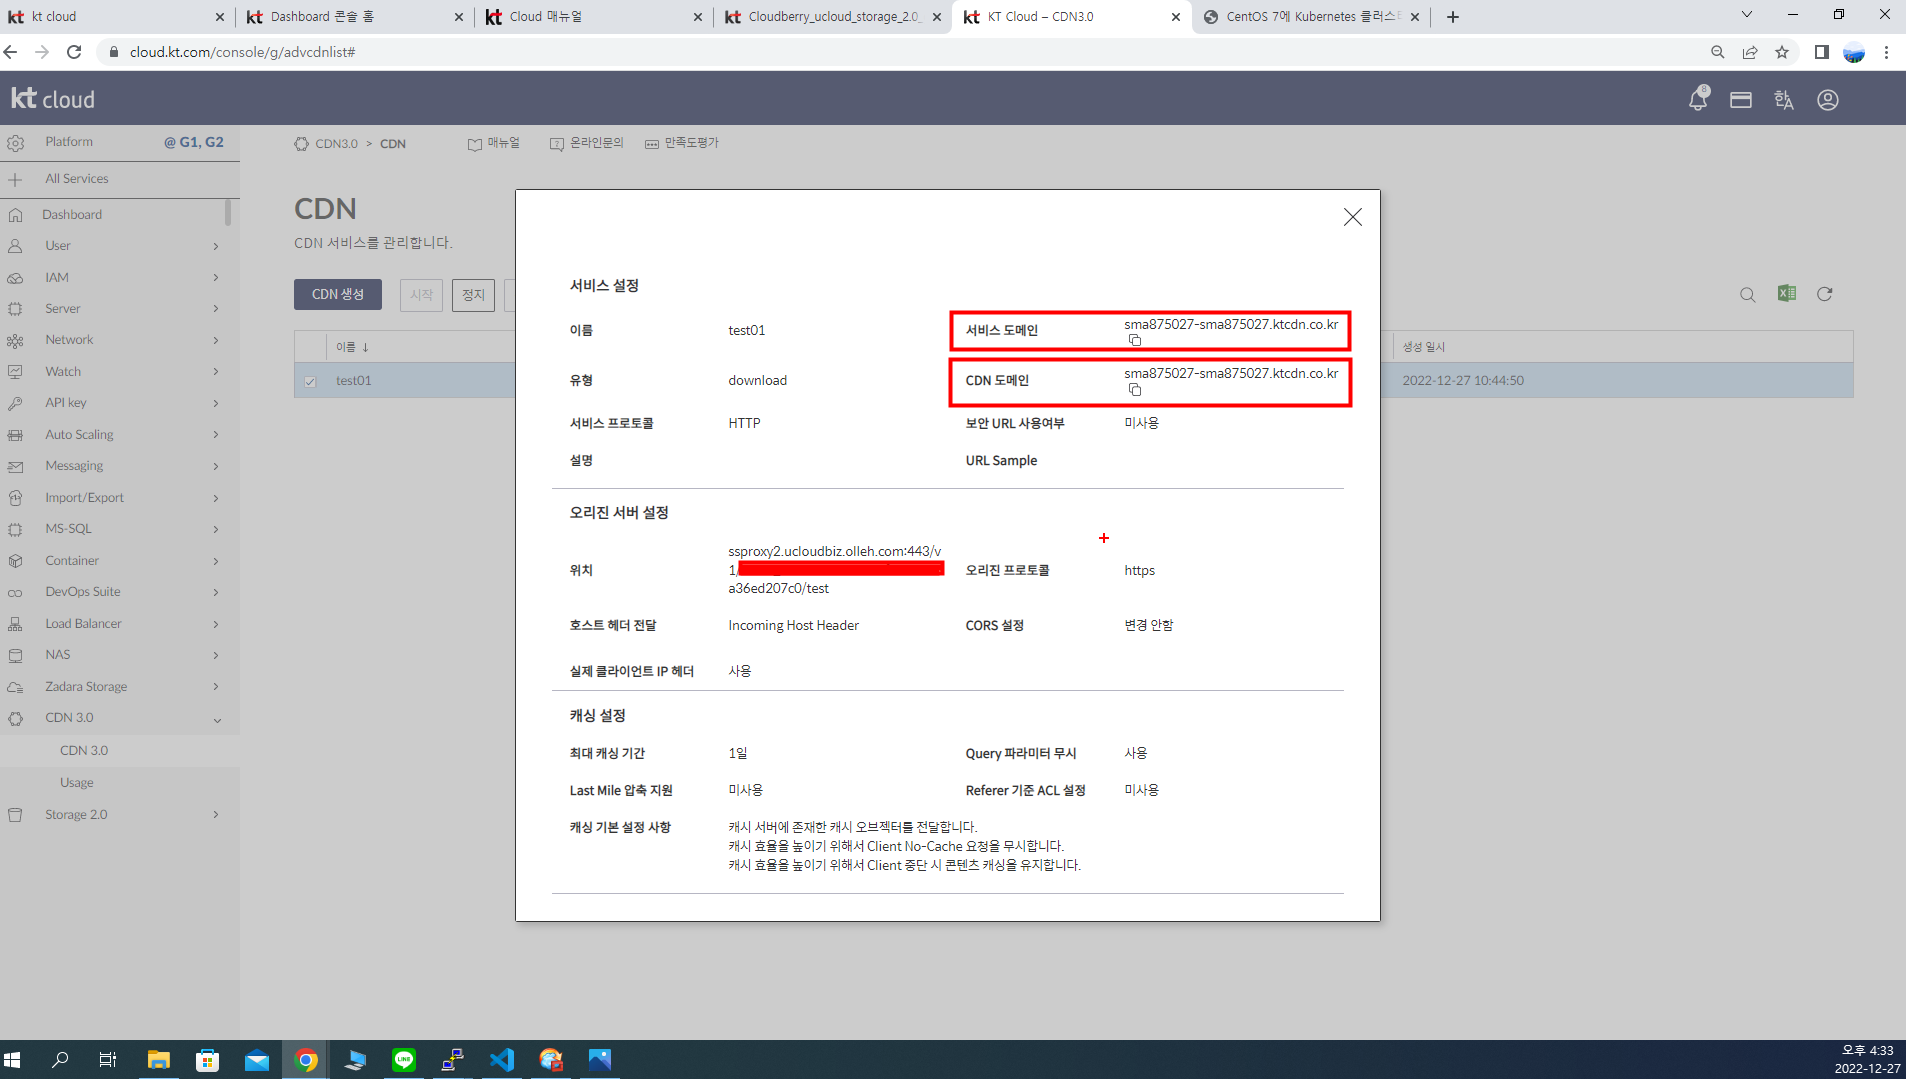 kt kt cloud
kt Dashboard 콘솔 홈
kt Cloud 매뉴얼
kt Cloudberry_ucloud_storage_2.0_
kt KT Cloud – CDN3.0
CentOS 7에 Kubernetes 클러스
cloud.kt.com/console/g/advcdnlist#
kt cloud
8
Platform @ G1, G2
All Services
Dashboard
User
IAM
Server
Network
Watch
API key
Auto Scaling
Messaging
Import/Export
MS-SQL
Container
DevOps Suite
Load Balancer
NAS
Zadara Storage
CDN 3.0
CDN 3.0
Usage
Storage 2.0
CDN3.0 > CDN 매뉴얼 온라인문의 만족도평가
CDN
CDN 서비스를 관리합니다.
CDN 생성 시작 정지
이름 ↓ 생성 일시
test01 2022-12-27 10:44:50
서비스 설정
이름 test01 서비스 도메인 sma875027-sma875027.ktcdn.co.kr
유형 download CDN 도메인 sma875027-sma875027.ktcdn.co.kr
서비스 프로토콜 HTTP 보안 URL 사용여부 미사용
설명 URL Sample
오리진 서버 설정
위치 ssproxy2.ucloudbiz.olleh.com:443/v
1/
a36ed207c0/test
오리진 프로토콜 https
호스트 헤더 전달 Incoming Host Header CORS 설정 변경 안함
실제 클라이언트 IP 헤더 사용
캐싱 설정
최대 캐싱 기간 1일 Query 파라미터 무시 사용
Last Mile 압축 지원 미사용 Referer 기준 ACL 설정 미사용
캐싱 기본 설정 사항 캐시 서버에 존재한 캐시 오브젝터를 전달합니다.
캐시 효율을 높이기 위해서 Client No-Cache 요청을 무시합니다.
캐시 효율을 높이기 위해서 Client 중단 시 콘텐츠 캐싱을 유지합니다.
LINE
오후 4:33
2022-12-27